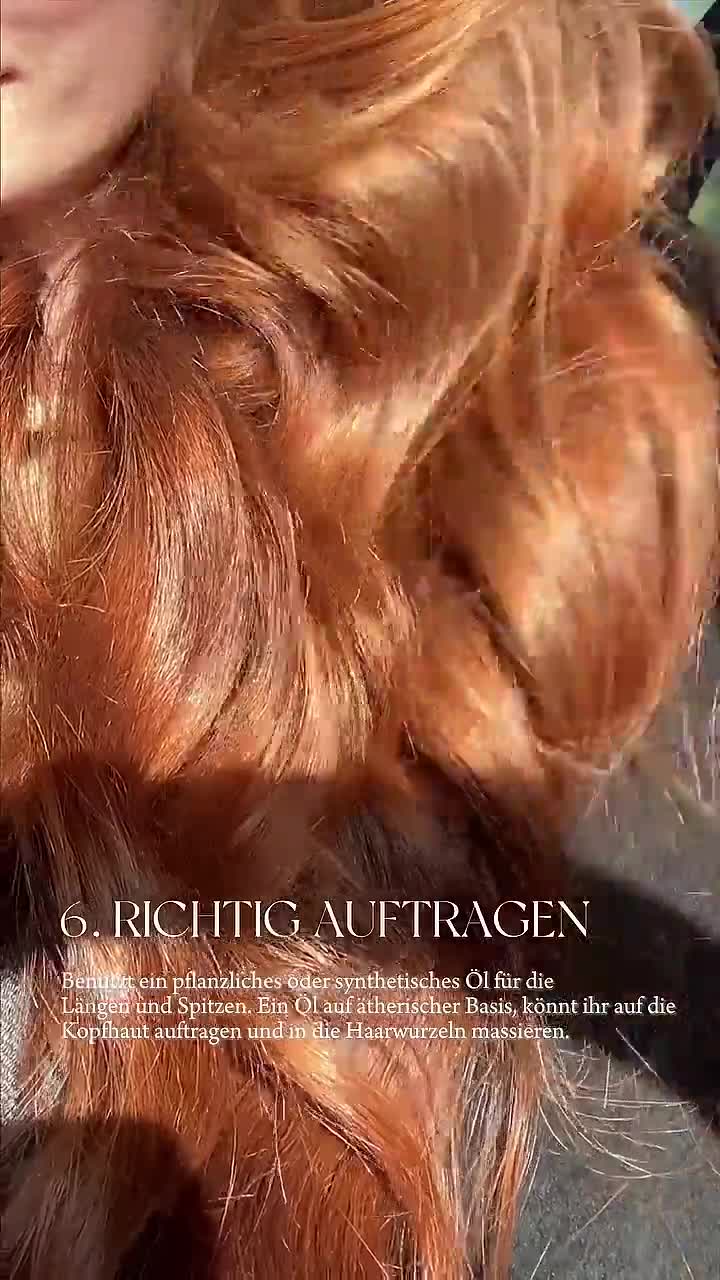 6. RICHTIG AUFTRAGEN
Benutzt ein pflanzliches oder synthetisches Öl für die
Längen und Spitzen. Ein Öl auf ätherischer Basis, könnt ihr auf die
Kopfhaut auftragen und in die Haarwurzeln massieren.